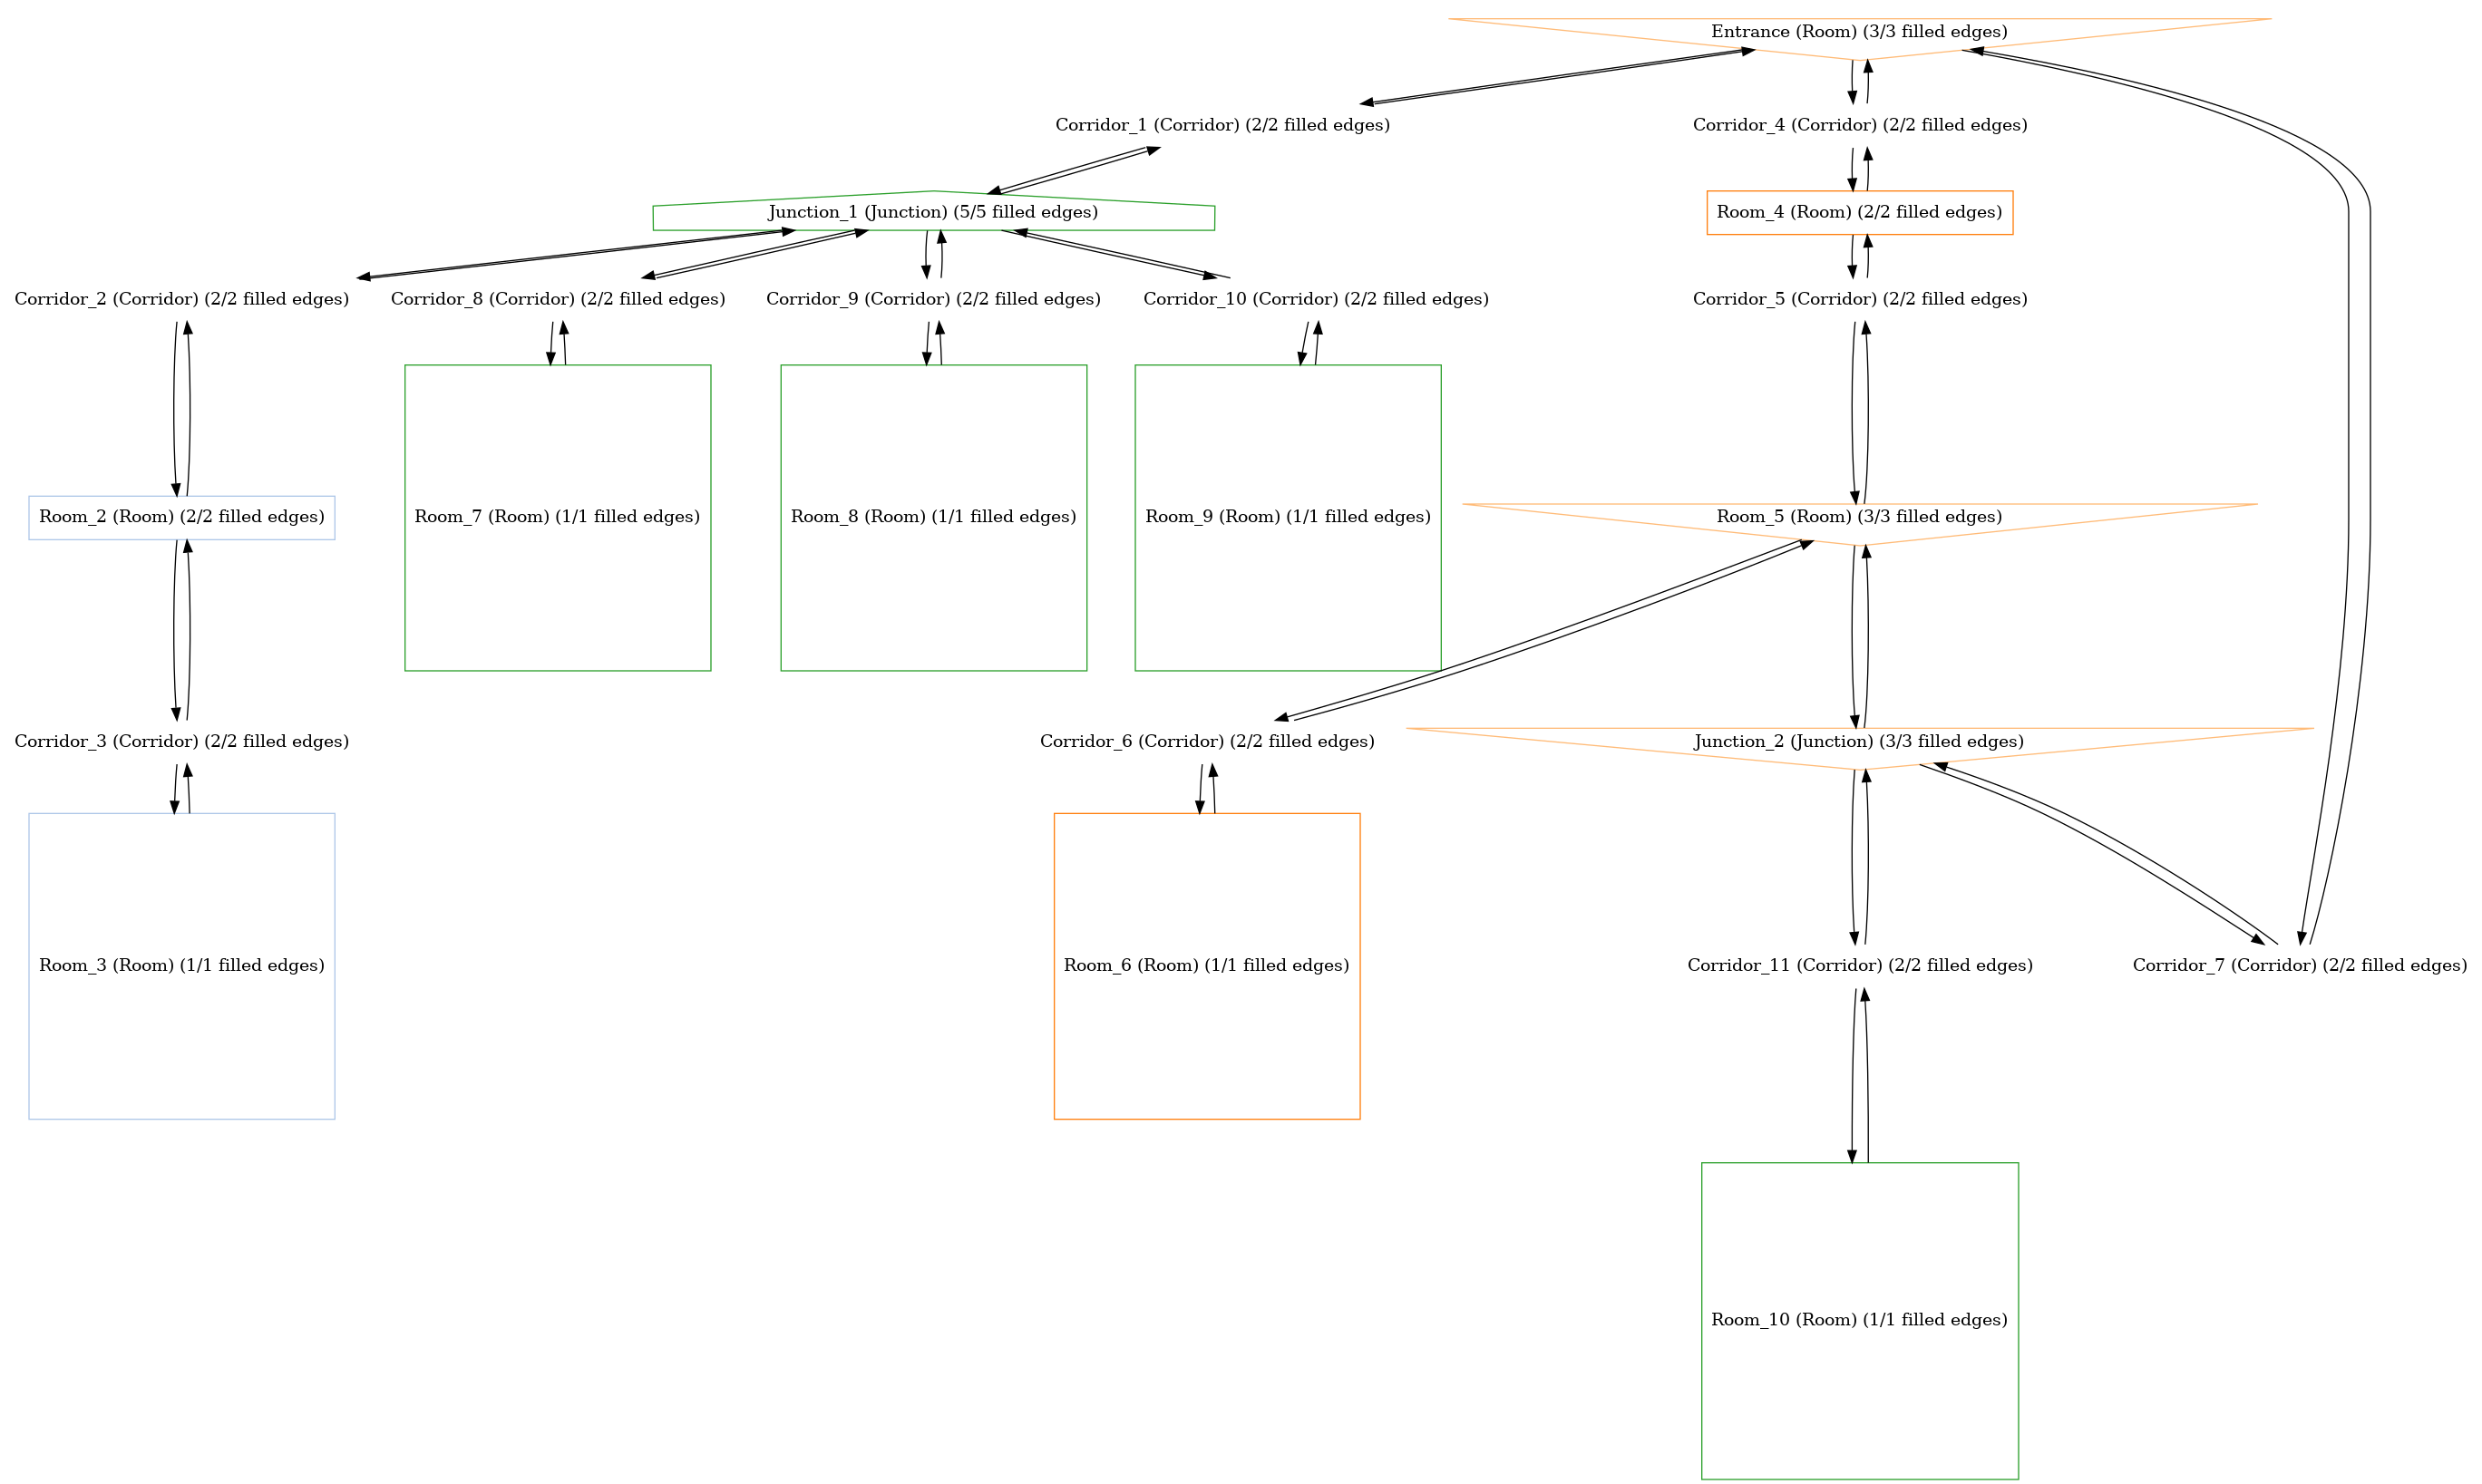 Entrance (Room) (3/3 filled edges)
Corridor_1 (Corridor) (2/2 filled edges)
Corridor_4 (Corridor) (2/2 filled edges)
Junction_1 (Junction) (5/5 filled edges)
Room_4 (Room) (2/2 filled edges)
Corridor_2 (Corridor) (2/2 filled edges)
Corridor_8 (Corridor) (2/2 filled edges)
Corridor_9 (Corridor) (2/2 filled edges)
Corridor_10 (Corridor) (2/2 filled edges)
Corridor_5 (Corridor) (2/2 filled edges)
Room_2 (Room) (2/2 filled edges)
Room_7 (Room) (1/1 filled edges)
Room_8 (Room) (1/1 filled edges)
Room_9 (Room) (1/1 filled edges)
Room_5 (Room) (3/3 filled edges)
Corridor_3 (Corridor) (2/2 filled edges)
Corridor_6 (Corridor) (2/2 filled edges)
Junction_2 (Junction) (3/3 filled edges)
Room_3 (Room) (1/1 filled edges)
Room_6 (Room) (1/1 filled edges)
Corridor_11 (Corridor) (2/2 filled edges)
Corridor_7 (Corridor) (2/2 filled edges)
Room_10 (Room) (1/1 filled edges)